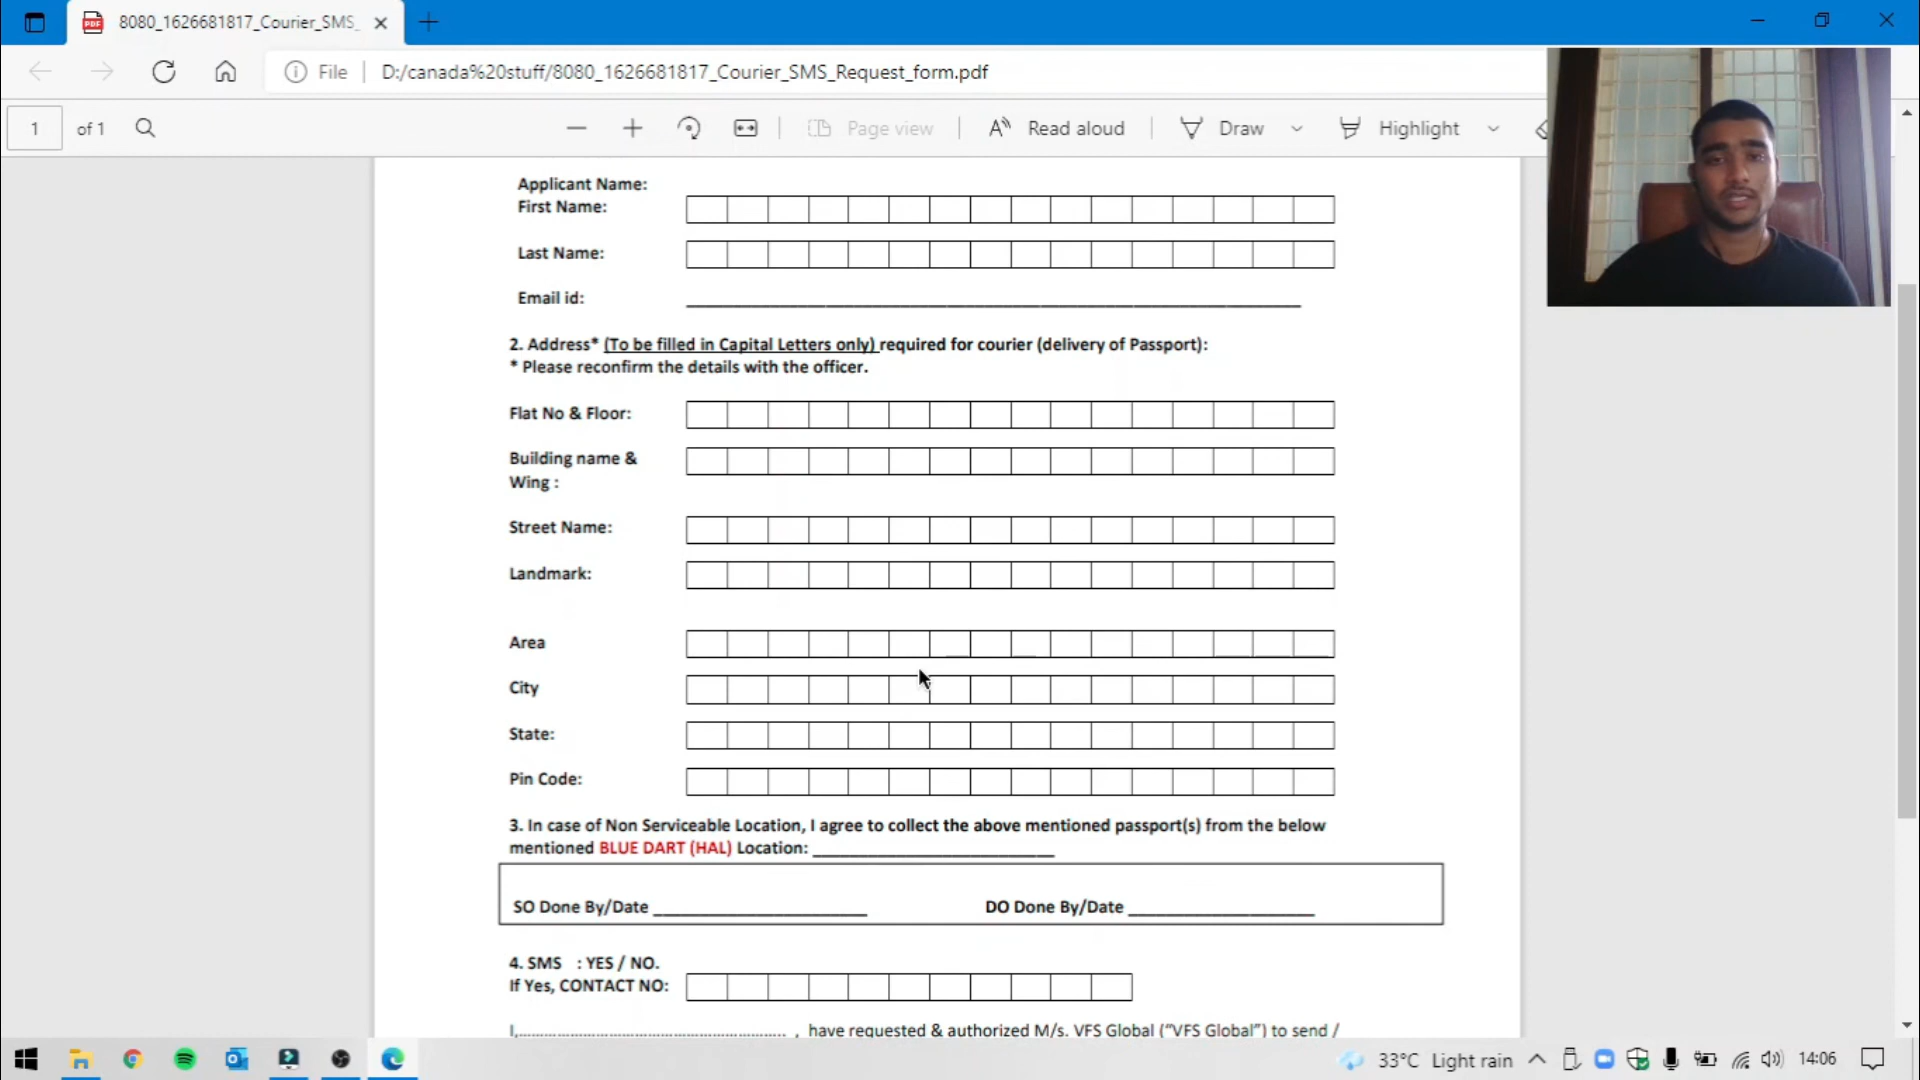 8080_1626681817_Courier_SMS_
File
D:/canada%20stuff/8080_1626681817_Courier_SMS_Request_form.pdf
1 of 1
Page view
Read aloud
Draw
Highlight
Applicant Name:
First Name:
Last Name:
Email id:
2. Address* (To be filled in Capital Letters only) required for courier (delivery of Passport):
* Please reconfirm the details with the officer.
Flat No & Floor:
Building name &
Wing :
Street Name:
Landmark:
Area
City
State:
Pin Code:
3. In case of Non Serviceable Location, I agree to collect the above mentioned passport(s) from the below
mentioned BLUE DART (HAL) Location: ____________________
SO Done By/Date ____________________ DO Done By/Date ____________________
4. SMS : YES / NO.
If Yes, CONTACT NO:
I,................................................................. , have requested & authorized M/s. VFS Global (“VFS Global”) to send /
33°C Light rain
14:06